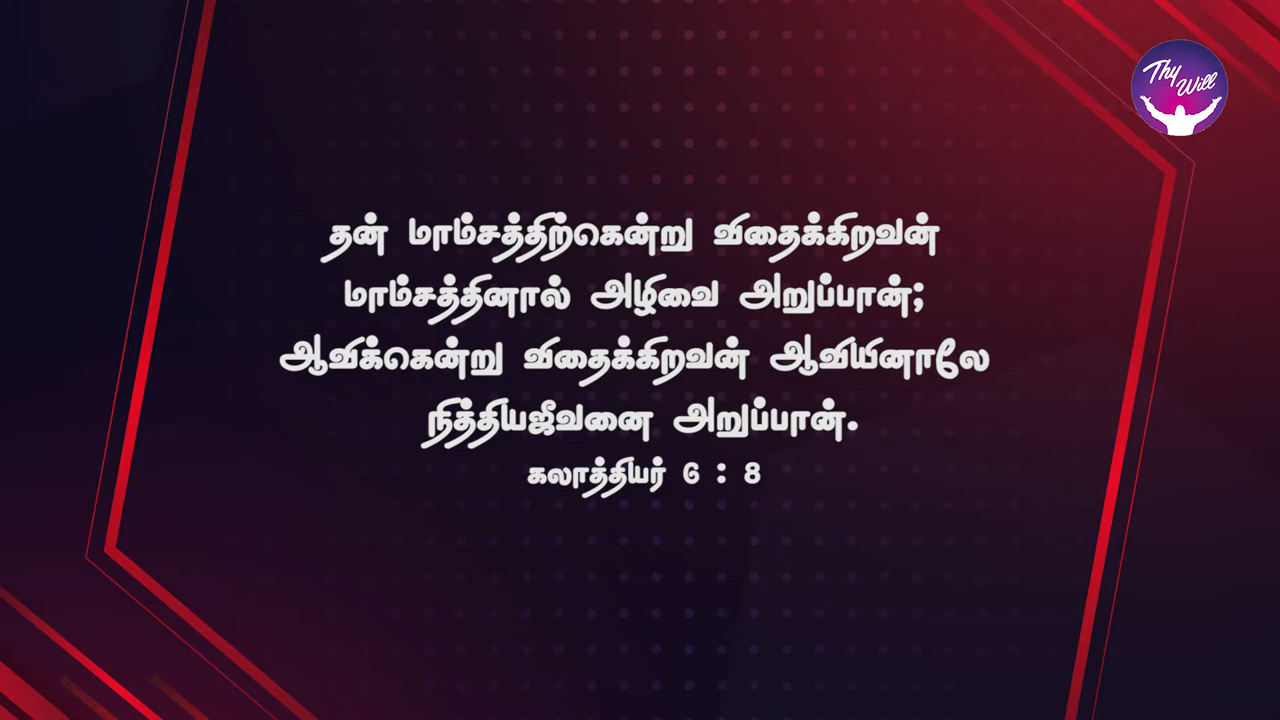 Thy Will
தன் மாம்சத்திற்கென்று விதைக்கிறவன்
மாம்சத்தினால் அழிவை அறுப்பான்;
ஆவிக்கென்று விதைக்கிறவன் ஆவியினாலே
நித்தியஜீவனை அறுப்பான்.
கலாத்தியர் 6 : 8